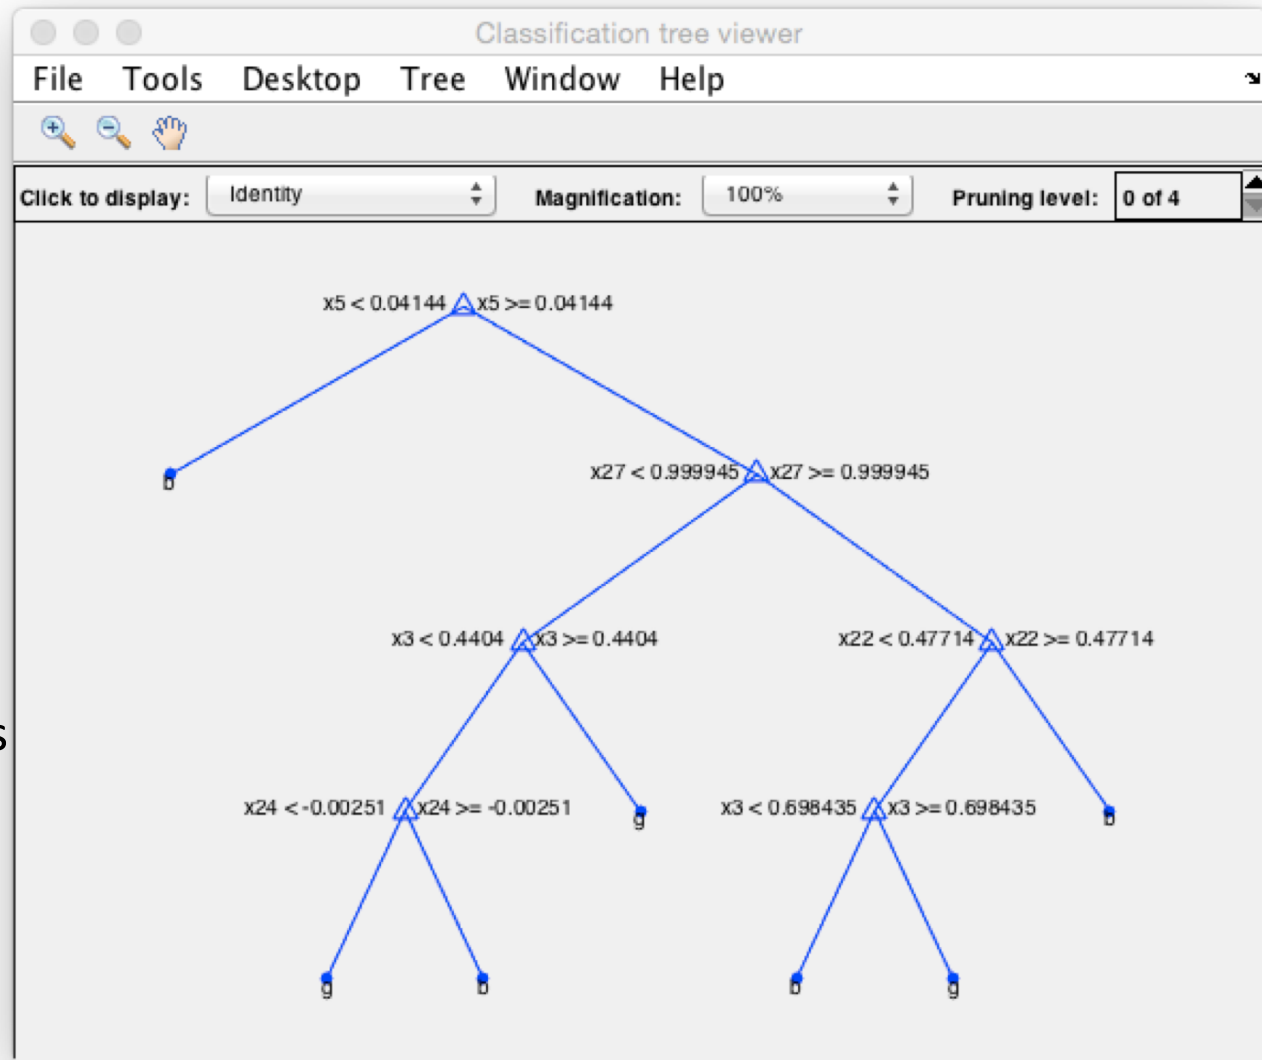 Classification tree viewer
File Tools Desktop Tree Window Help
Click to display: Identity Magnification: 100% Pruning level: 0 of 4
x5 < 0.04144 x5 >= 0.04144
b
x27 < 0.999945 x27 >= 0.999945
x3 < 0.4404 x3 >= 0.4404 x22 < 0.47714 x22 >= 0.47714
s
x24 < -0.00251 x24 >= -0.00251 g x3 < 0.698435 x3 >= 0.698435 b
g b b g